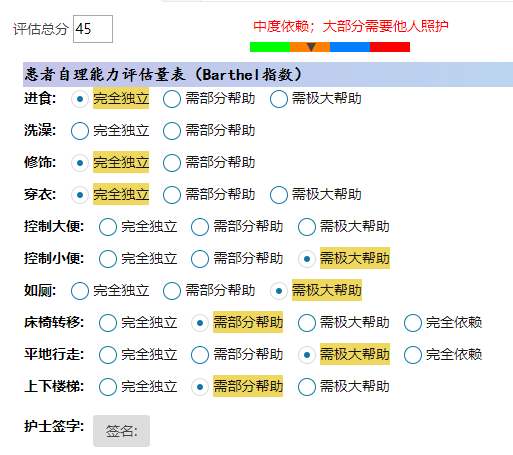 评估总分 45 中度依赖；大部分需要他人照护
患者自理能力评估量表（Barthel指数）
进食: 完全独立 需部分帮助 需极大帮助
洗澡: 完全独立 需部分帮助
修饰: 完全独立 需部分帮助
穿衣: 完全独立 需部分帮助 需极大帮助
控制大便: 完全独立 需部分帮助 需极大帮助
控制小便: 完全独立 需部分帮助 需极大帮助
如厕: 完全独立 需部分帮助 需极大帮助
床椅转移: 完全独立 需部分帮助 需极大帮助 完全依赖
平地行走: 完全独立 需部分帮助 需极大帮助 完全依赖
上下楼梯: 完全独立 需部分帮助 需极大帮助
护士签字: 签名: